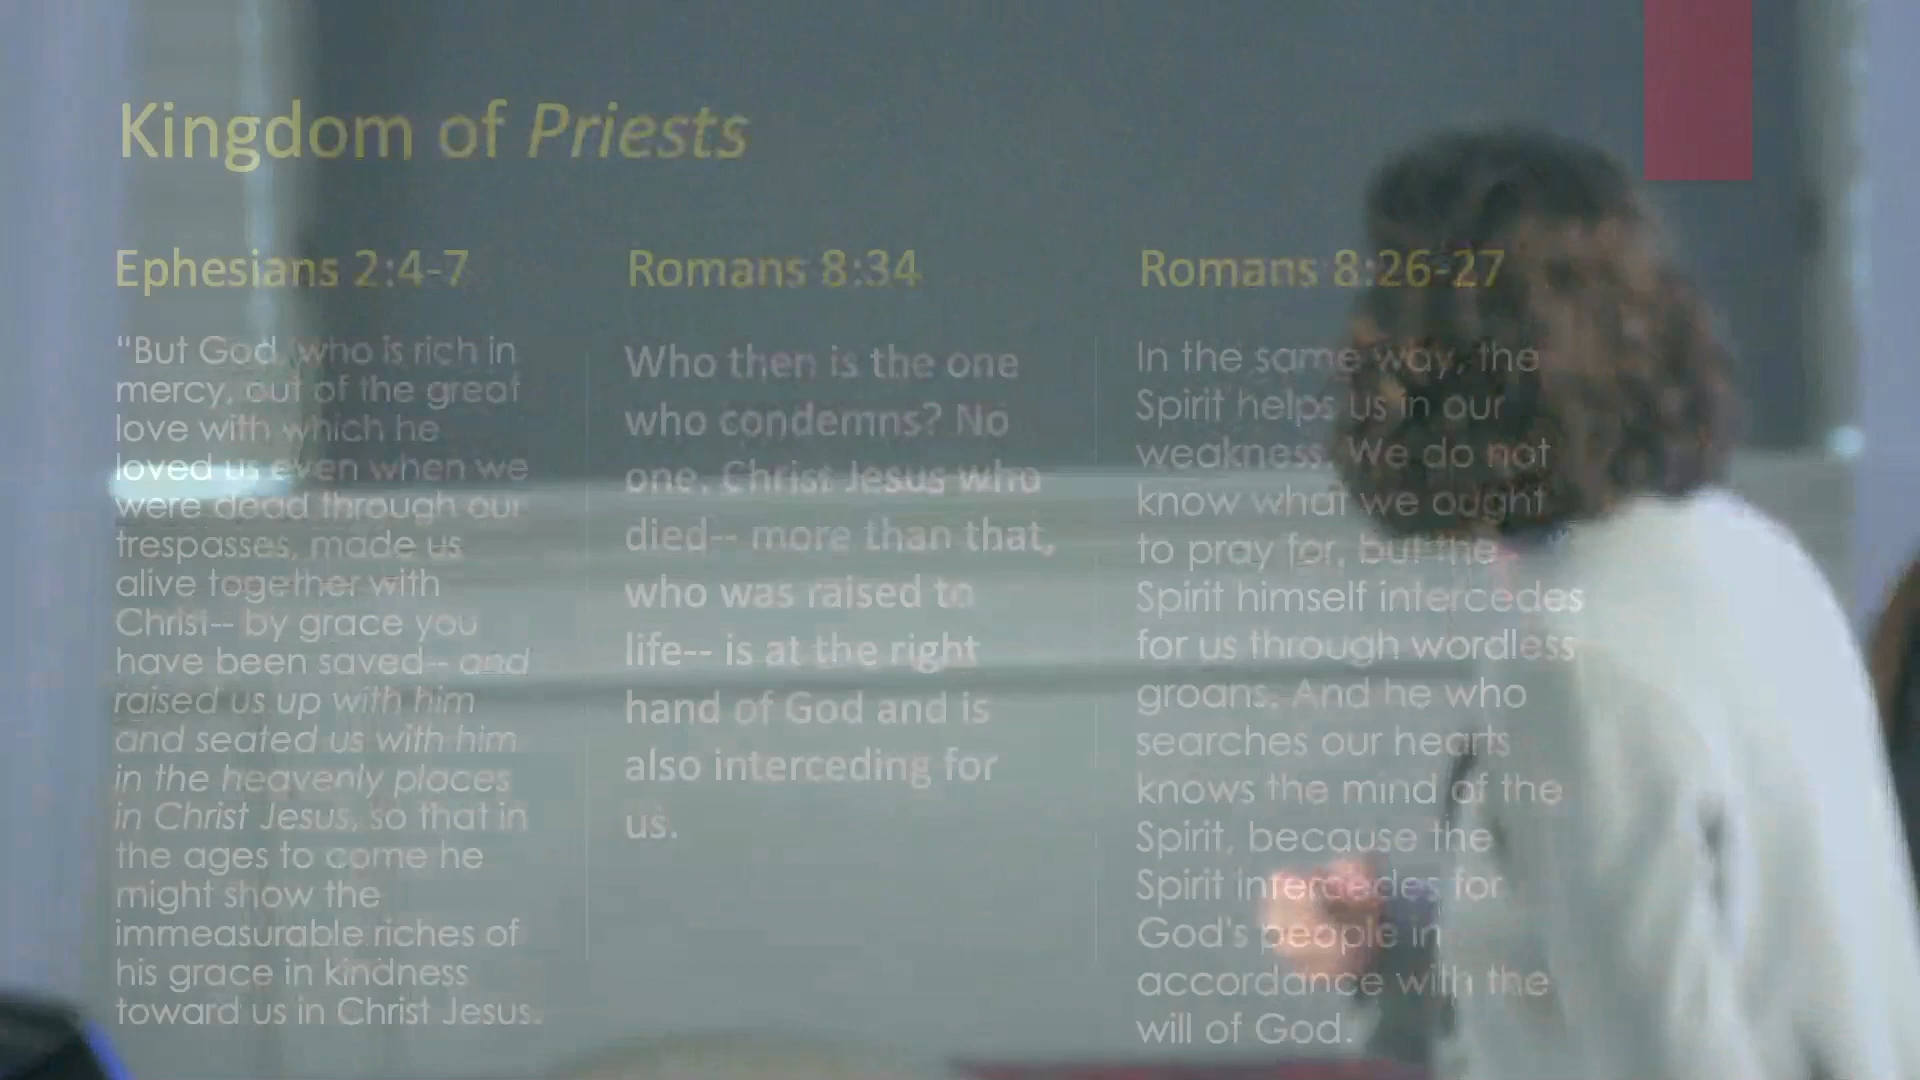 Kingdom of Priests
Ephesians 2:4-7
“But God, who is rich in
mercy, out of the great
love with which he
loved us even when we
were dead through our
trespasses, made us
alive together with
Christ-- by grace you
have been saved-- and
raised us up with him
and seated us with him
in the heavenly places
in Christ Jesus, so that in
the ages to come he
might show the
immeasurable riches of
his grace in kindness
toward us in Christ Jesus.
Romans 8:34
Who then is the one
who condemns? No
one. Christ Jesus who
died-- more than that,
who was raised to
life-- is at the right
hand of God and is
also interceding for
us.
Romans 8:26-27
In the same way, the
Spirit helps us in our
weakness. We do not
know what we ought
to pray for, but the
Spirit himself intercedes
for us through wordless
groans. And he who
searches our hearts
knows the mind of the
Spirit, because the
Spirit intercedes for
God's people in
accordance with the
will of God.